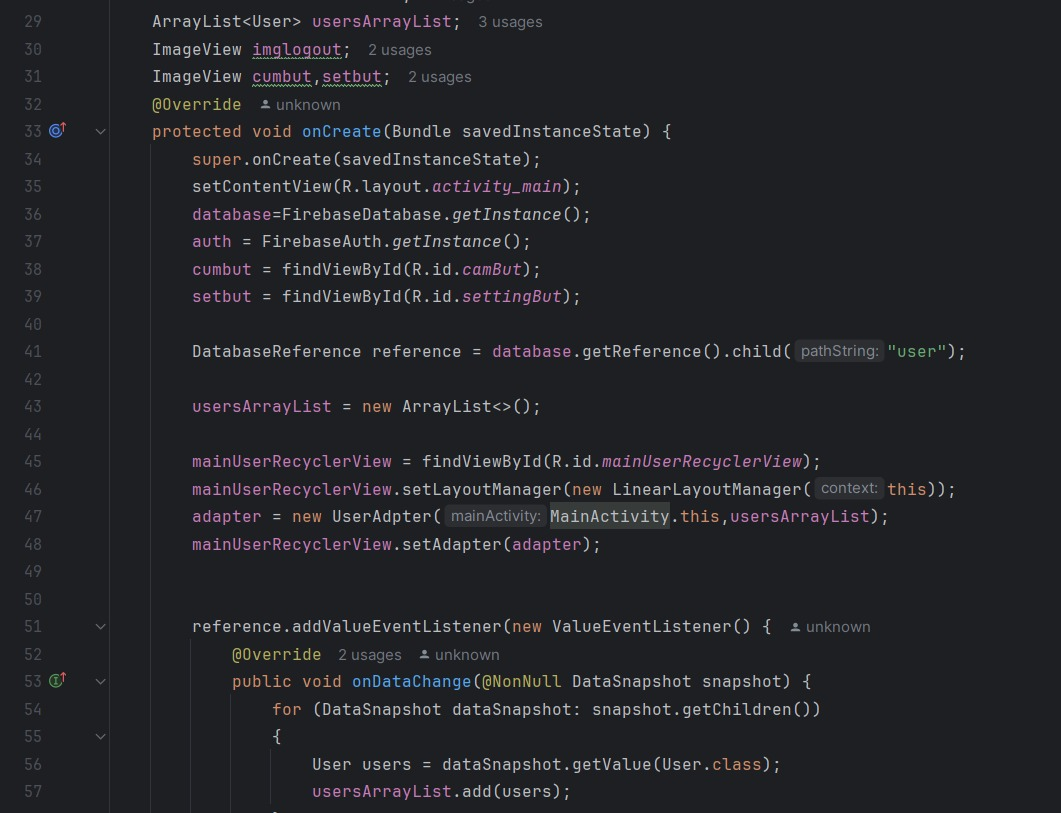 29 ArrayList<User> usersArrayList; 3 usages
30 ImageView imglogout; 2 usages
31 ImageView cumbut,setbut; 2 usages
32 @Override unknown
33 protected void onCreate(Bundle savedInstanceState) {
34 super.onCreate(savedInstanceState);
35 setContentView(R.layout.activity_main);
36 database=FirebaseDatabase.getInstance();
37 auth = FirebaseAuth.getInstance();
38 cumbut = findViewById(R.id.camBut);
39 setbut = findViewById(R.id.settingBut);
40
41 DatabaseReference reference = database.getReference().child( pathString: "user");
42
43 usersArrayList = new ArrayList<>();
44
45 mainUserRecyclerView = findViewById(R.id.mainUserRecyclerView);
46 mainUserRecyclerView.setLayoutManager(new LinearLayoutManager( context: this));
47 adapter = new UserAdpter( mainActivity: MainActivity.this,usersArrayList);
48 mainUserRecyclerView.setAdapter(adapter);
49
50
51 reference.addValueEventListener(new ValueEventListener() { unknown
52 @Override 2 usages unknown
53 public void onDataChange(@NonNull DataSnapshot snapshot) {
54 for (DataSnapshot dataSnapshot: snapshot.getChildren())
55 {
56 User users = dataSnapshot.getValue(User.class);
57 usersArrayList.add(users);